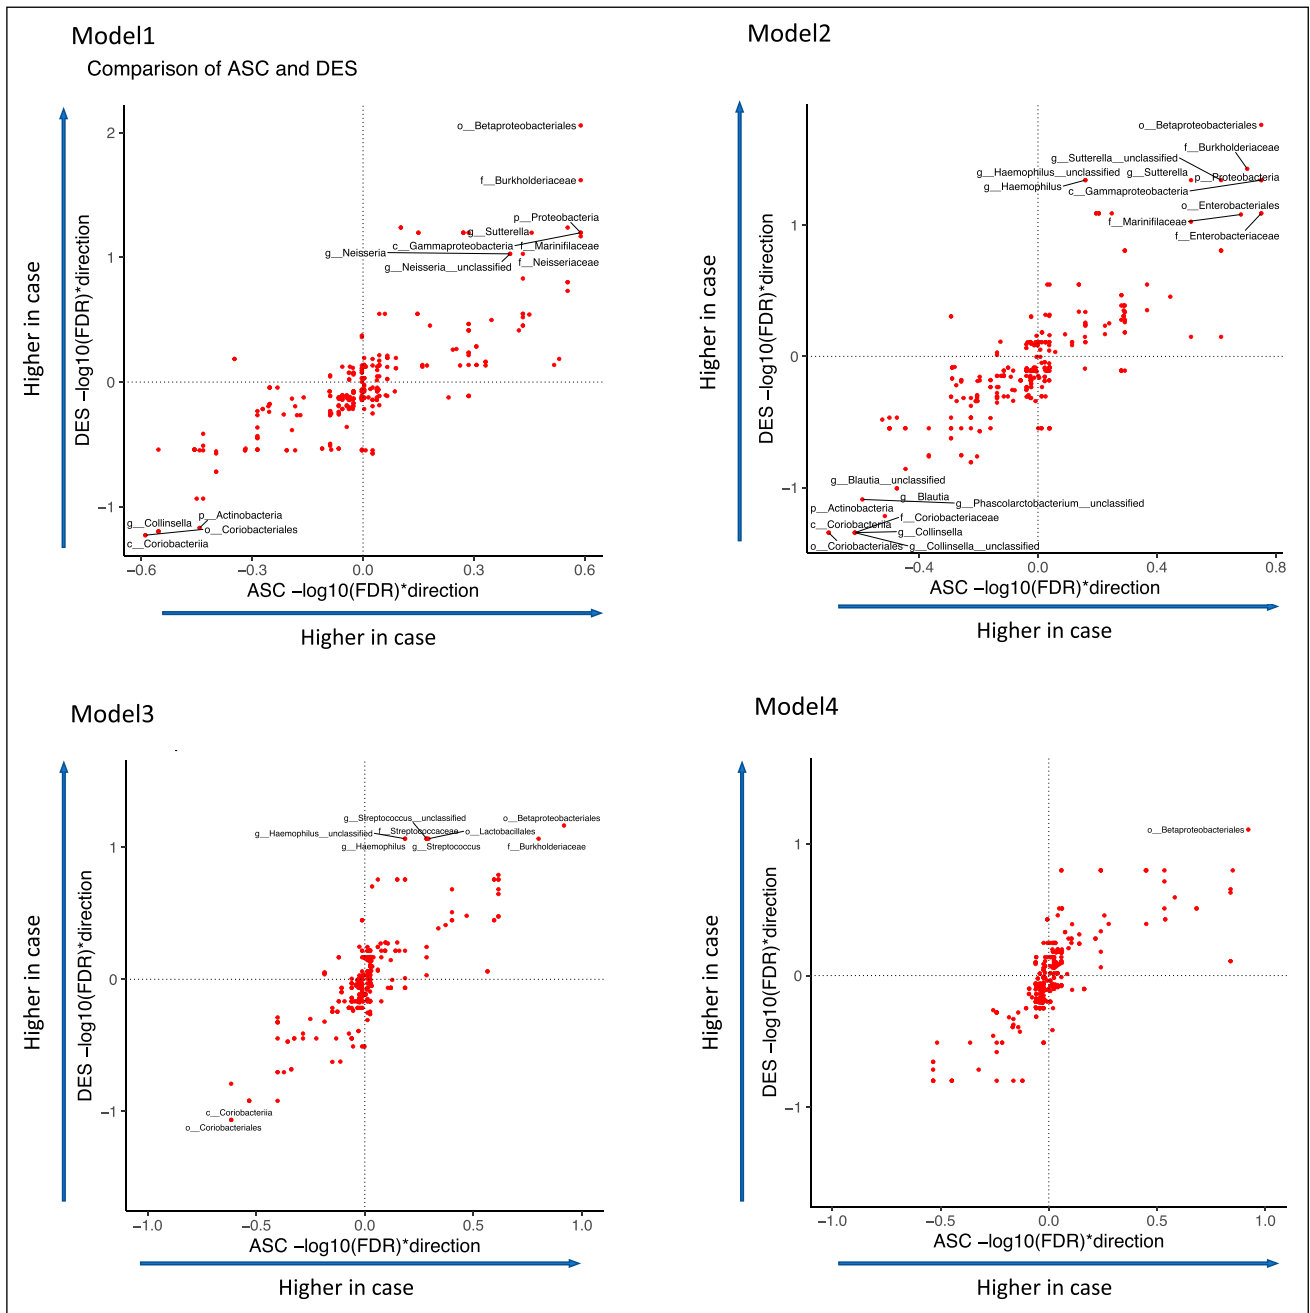 Model1
Comparison of ASC and DES
Higher in case
DES −log10(FDR)*direction
2
1
0
−1
o__Betaproteobacteriales
f__Burkholderiaceae
p__Proteobacteria
g__Sutterella
c__Gammaproteobacteria
f__Marinifilaceae
g__Neisseria
g__Neisseria__unclassified
f__Neisseriaceae
p__Actinobacteria
g__Collinsella
o__Coriobacteriales
c__Coriobacteriia
−0.6
−0.3
0.0
0.3
0.6
ASC −log10(FDR)*direction
Higher in case
Model2
Higher in case
DES −log10(FDR)*direction
1
0
−1
o__Betaproteobacteriales
f__Burkholderiaceae
g__Sutterella__unclassified
g__Haemophilus__unclassified
g__Sutterella
p__Proteobacteria
g__Haemophilus
c__Gammaproteobacteria
o__Enterobacteriales
f__Marinifilaceae
f__Enterobacteriaceae
g__Blautia__unclassified
g__Blautia
g__Phascolarctobacterium__unclassified
p__Actinobacteria
f__Coriobacteriaceae
c__Coriobacteriia
g__Collinsella
o__Coriobacteriales
g__Collinsella__unclassified
−0.4
0.0
0.4
0.8
ASC −log10(FDR)*direction
Higher in case
Model3
Higher in case
DES −log10(FDR)*direction
1
0
−1
g__Streptococcus__unclassified
o__Betaproteobacteriales
g__Haemophilus__unclassified
f__Streptococcaceae
o__Lactobacillales
g__Haemophilus
g__Streptococcus
f__Burkholderiaceae
c__Coriobacteriia
o__Coriobacteriales
−1.0
−0.5
0.0
0.5
1.0
ASC −log10(FDR)*direction
Higher in case
Model4
Higher in case
DES −log10(FDR)*direction
1
0
−1
o__Betaproteobacteriales
−1.0
−0.5
0.0
0.5
1.0
ASC −log10(FDR)*direction
Higher in case